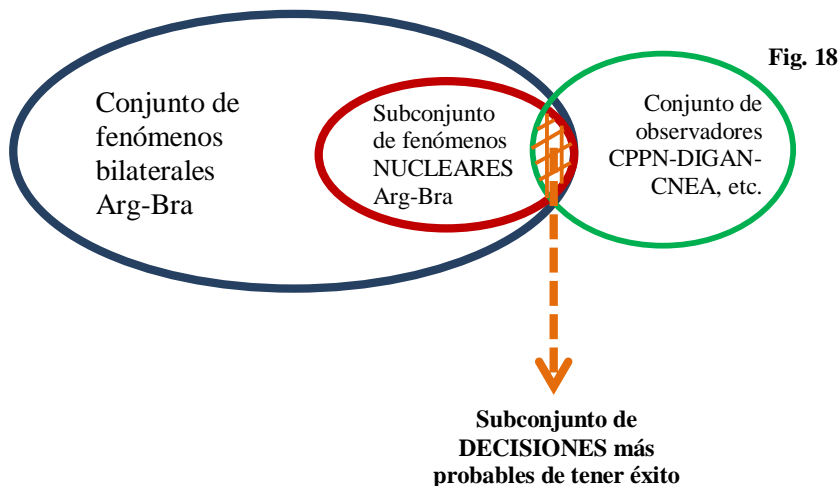 Fig. 18
Conjunto de
fenómenos
bilaterales
Arg-Bra
Subconjunto
de fenómenos
NUCLEARES
Arg-Bra
Conjunto de
observadores
CPPN-DIGAN-
CNEA, etc.
Subconjunto de
DECISIONES más
probables de tener éxito